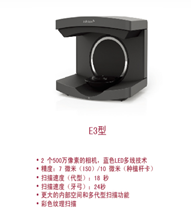 E3型
• 2 个500万像素的相机，蓝色LED多线技术
• 精度：7 微米（ISO）/10 微米（种植杆卡）
• 扫描速度（代型）：18 秒
• 扫描速度（牙弓）：24秒
• 更大的内部空间和多代型扫描功能
• 彩色纹理扫描